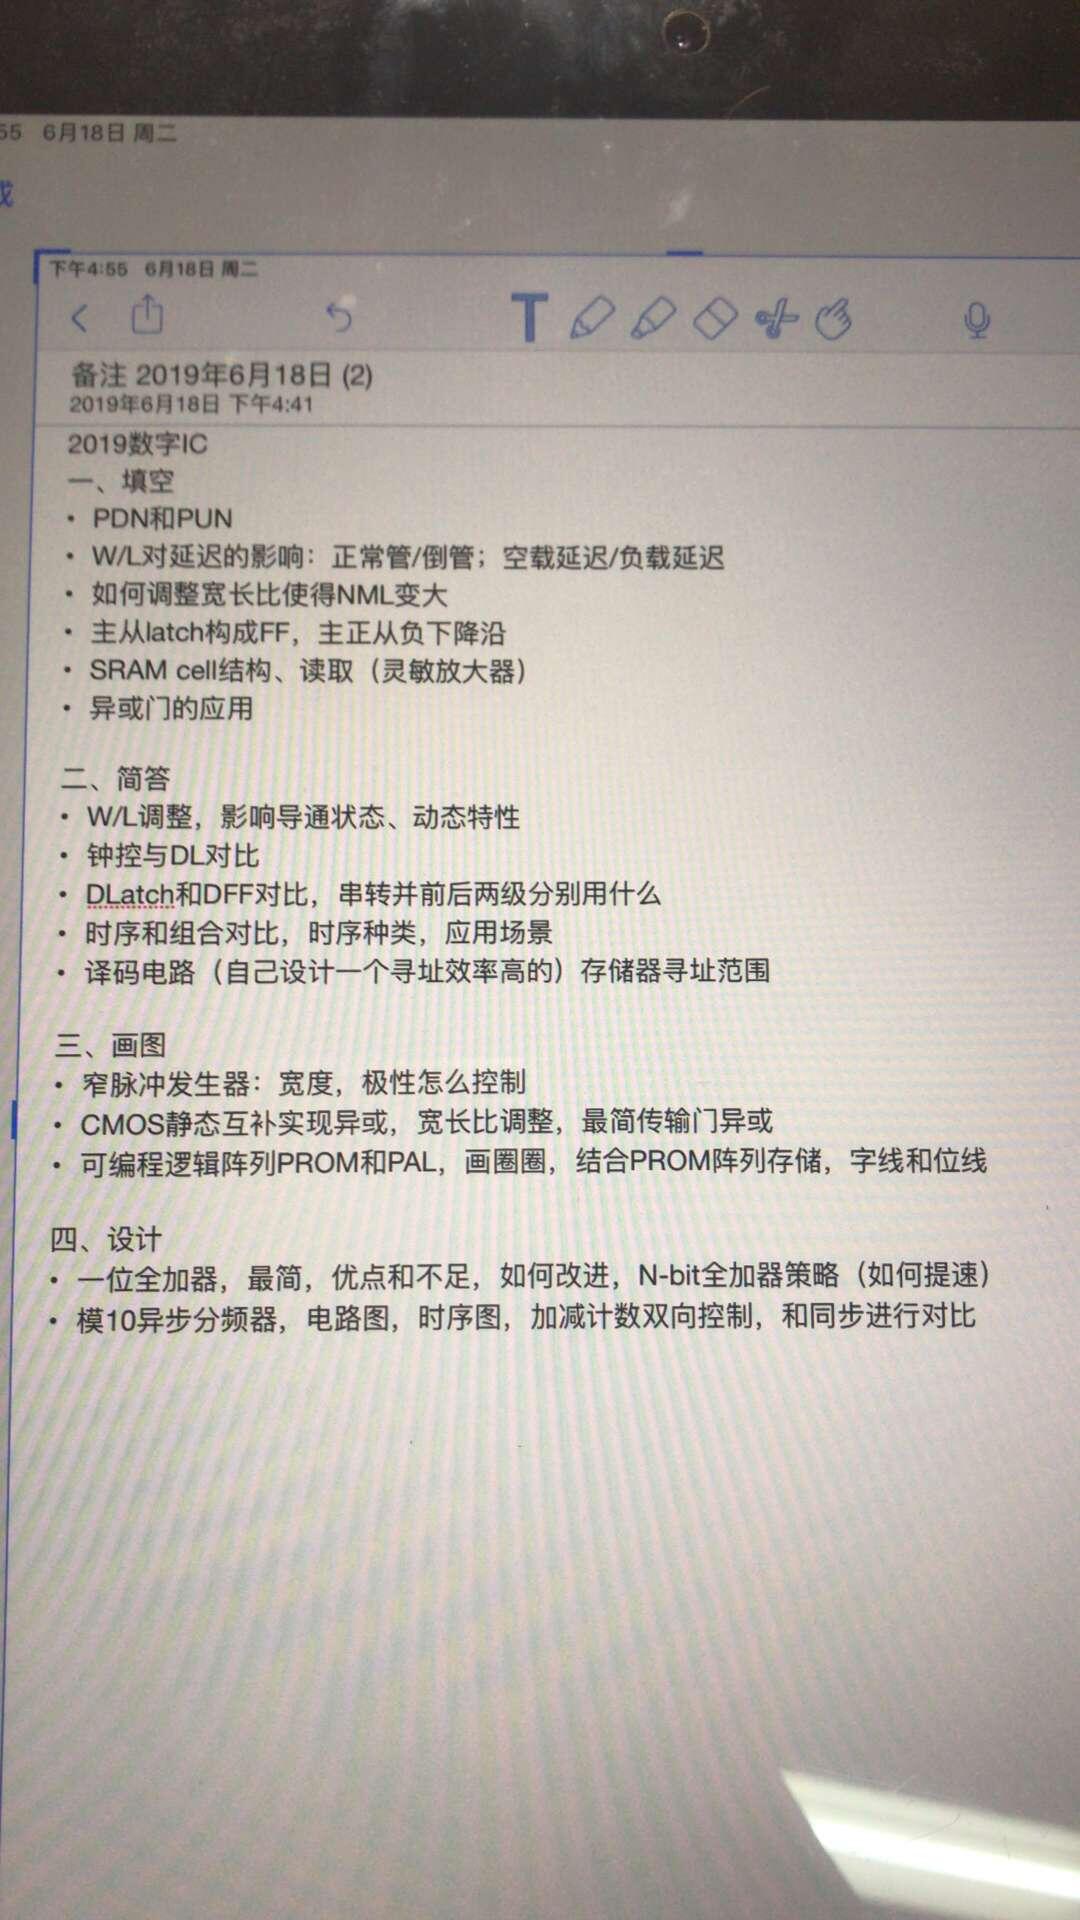 55 6月18日 周二
下午4:55 6月18日 周二
T
备注 2019年6月18日 (2)
2019年6月18日 下午4:41
2019数字IC
一、填空
• PDN和PUN
• W/L对延迟的影响：正常管/倒管；空载延迟/负载延迟
• 如何调整宽长比使得NML变大
• 主从latch构成FF，主正从负下降沿
• SRAM cell结构、读取（灵敏放大器）
• 异或门的应用
二、简答
• W/L调整，影响导通状态、动态特性
• 钟控与DL对比
• DLatch和DFF对比，串转并前后两级分别用什么
• 时序和组合对比，时序种类，应用场景
• 译码电路（自己设计一个寻址效率高的）存储器寻址范围
三、画图
• 窄脉冲发生器：宽度，极性怎么控制
• CMOS静态互补实现异或，宽长比调整，最简传输门异或
• 可编程逻辑阵列PROM和PAL，画圈圈，结合PROM阵列存储，字线和位线
四、设计
• 一位全加器，最简，优点和不足，如何改进，N-bit全加器策略（如何提速）
• 模10异步分频器，电路图，时序图，加减计数双向控制，和同步进行对比